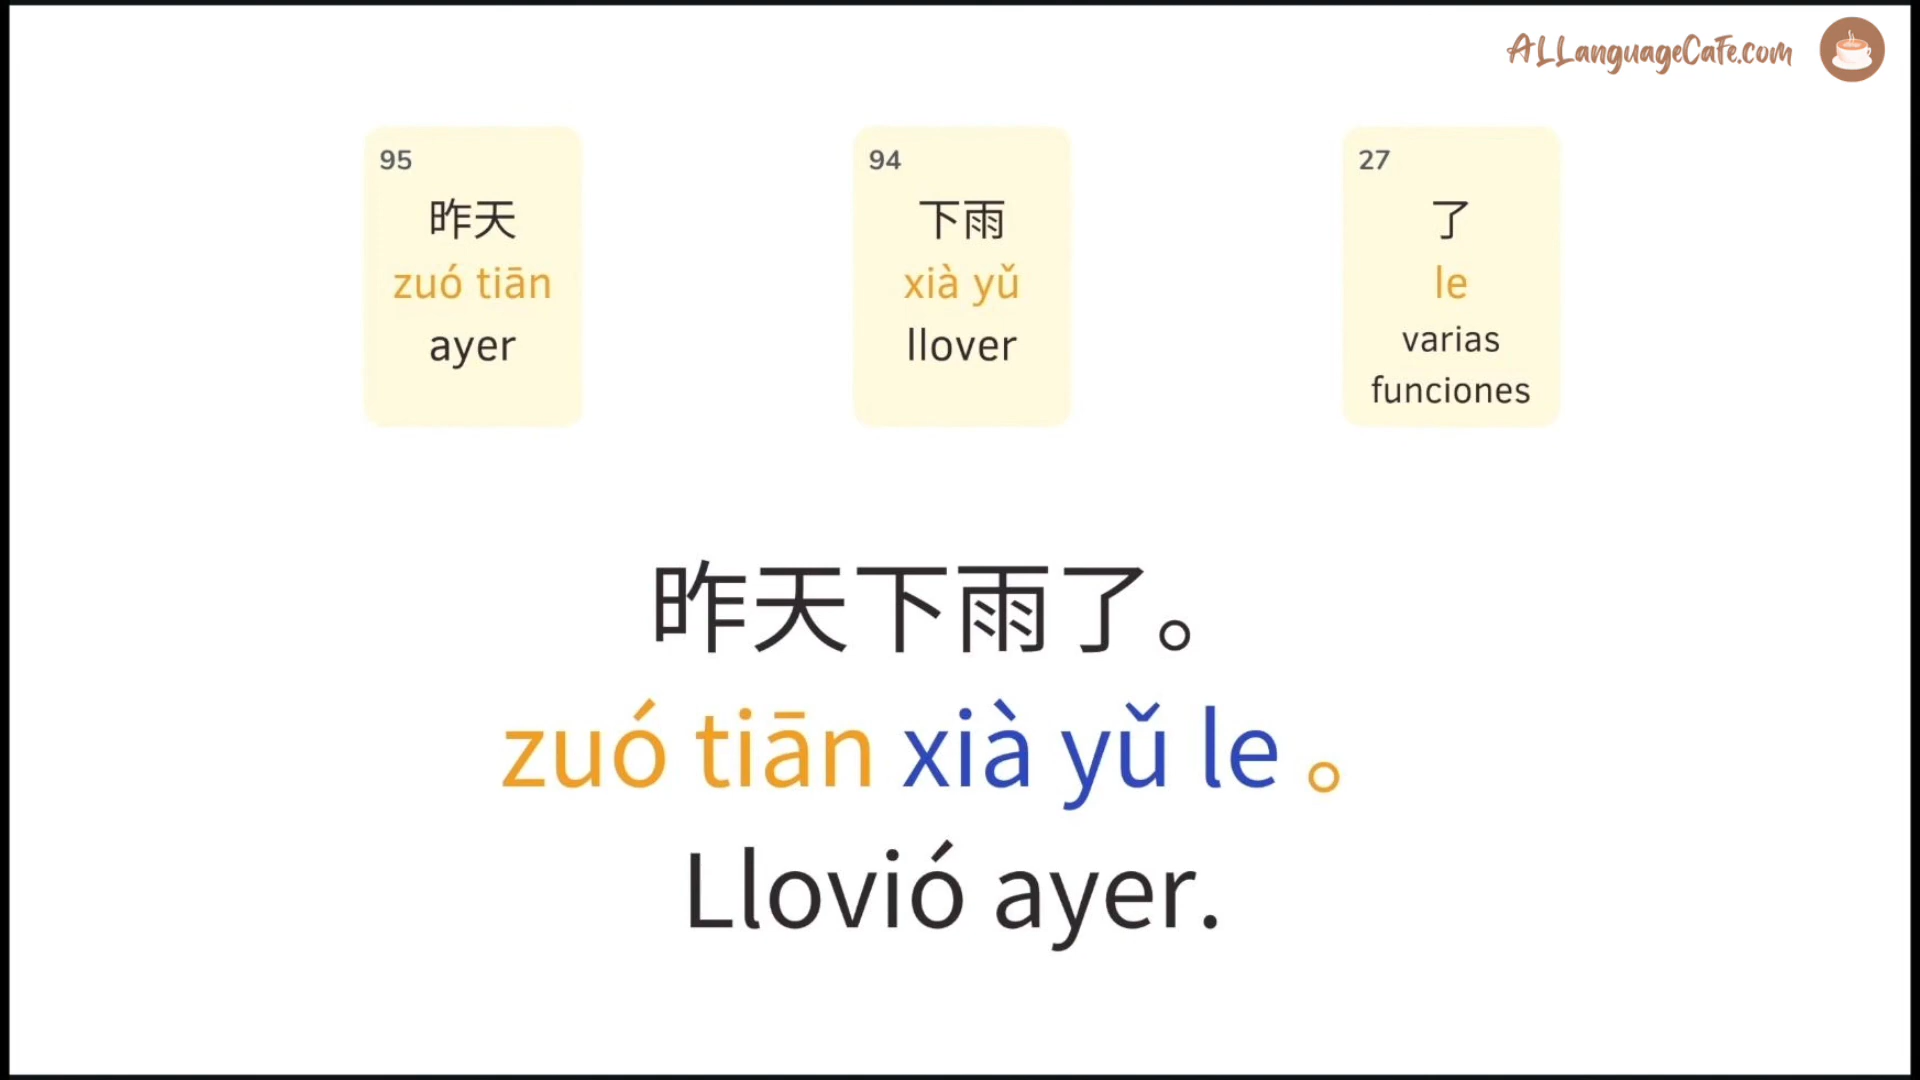 ALLanguageCafe.com
95
昨天
zuó tiān
ayer
94
下雨
xià yǔ
llover
27
了
le
varias
funciones
昨天下雨了。
zuó tiān xià yǔ le 。
Llovió ayer.